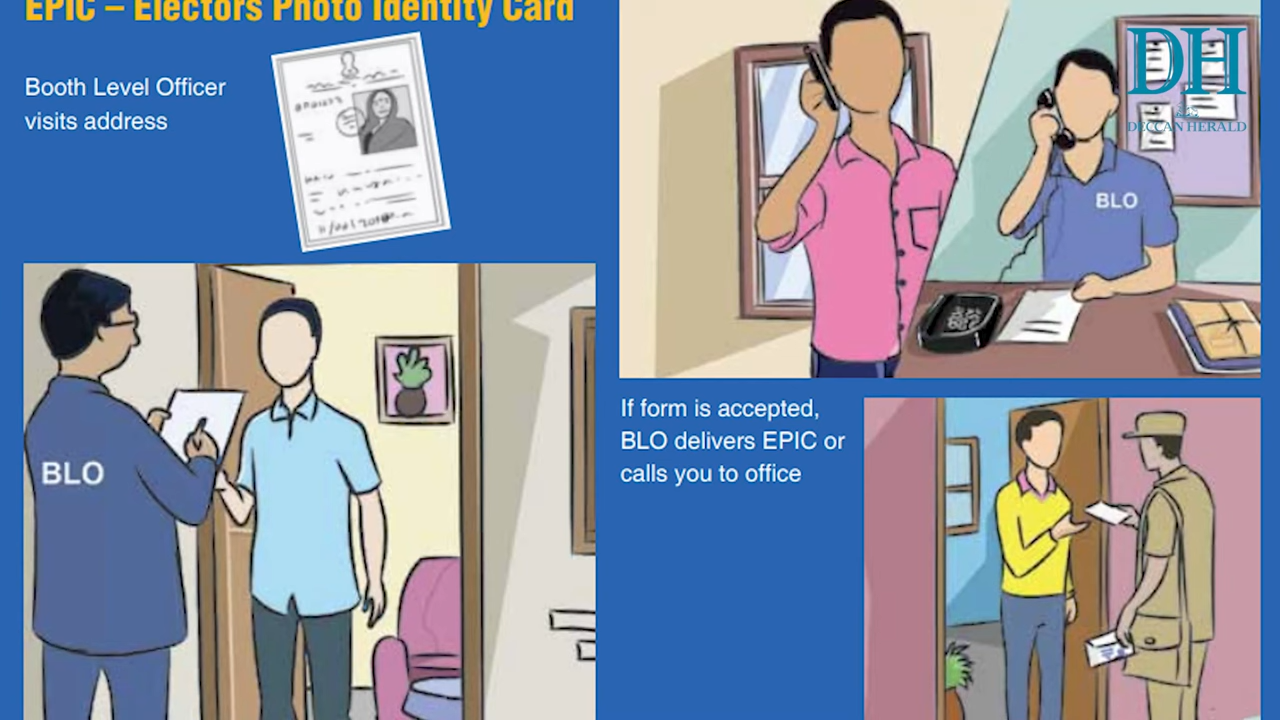 EPIC – Electors Photo Identity Card
Booth Level Officer
visits address
BLO
BLO
DH
DECCAN HERALD
If form is accepted,
BLO delivers EPIC or
calls you to office